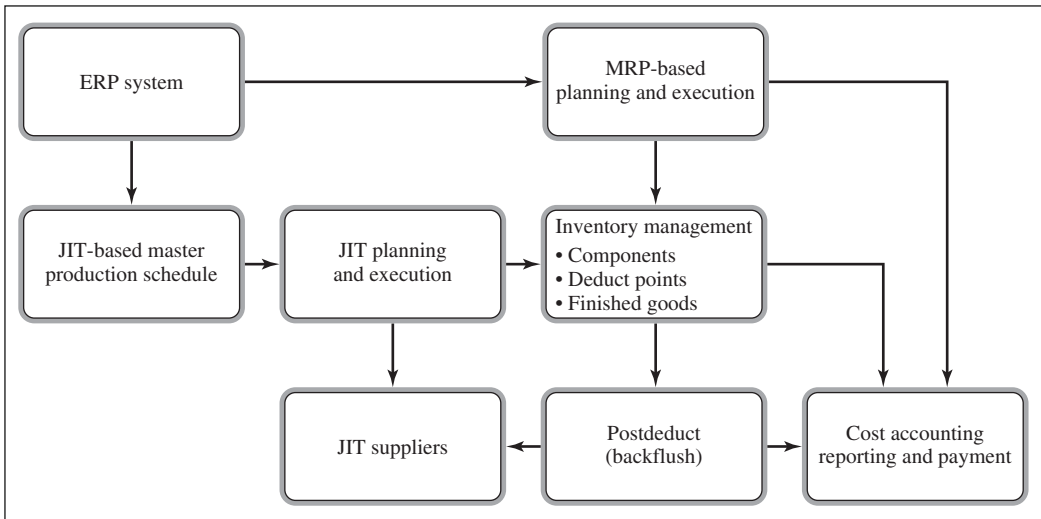 ERP system
MRP-based
planning and execution
JIT-based master
production schedule
JIT planning
and execution
Inventory management
• Components
• Deduct points
• Finished goods
JIT suppliers
Postdeduct
(backflush)
Cost accounting
reporting and payment